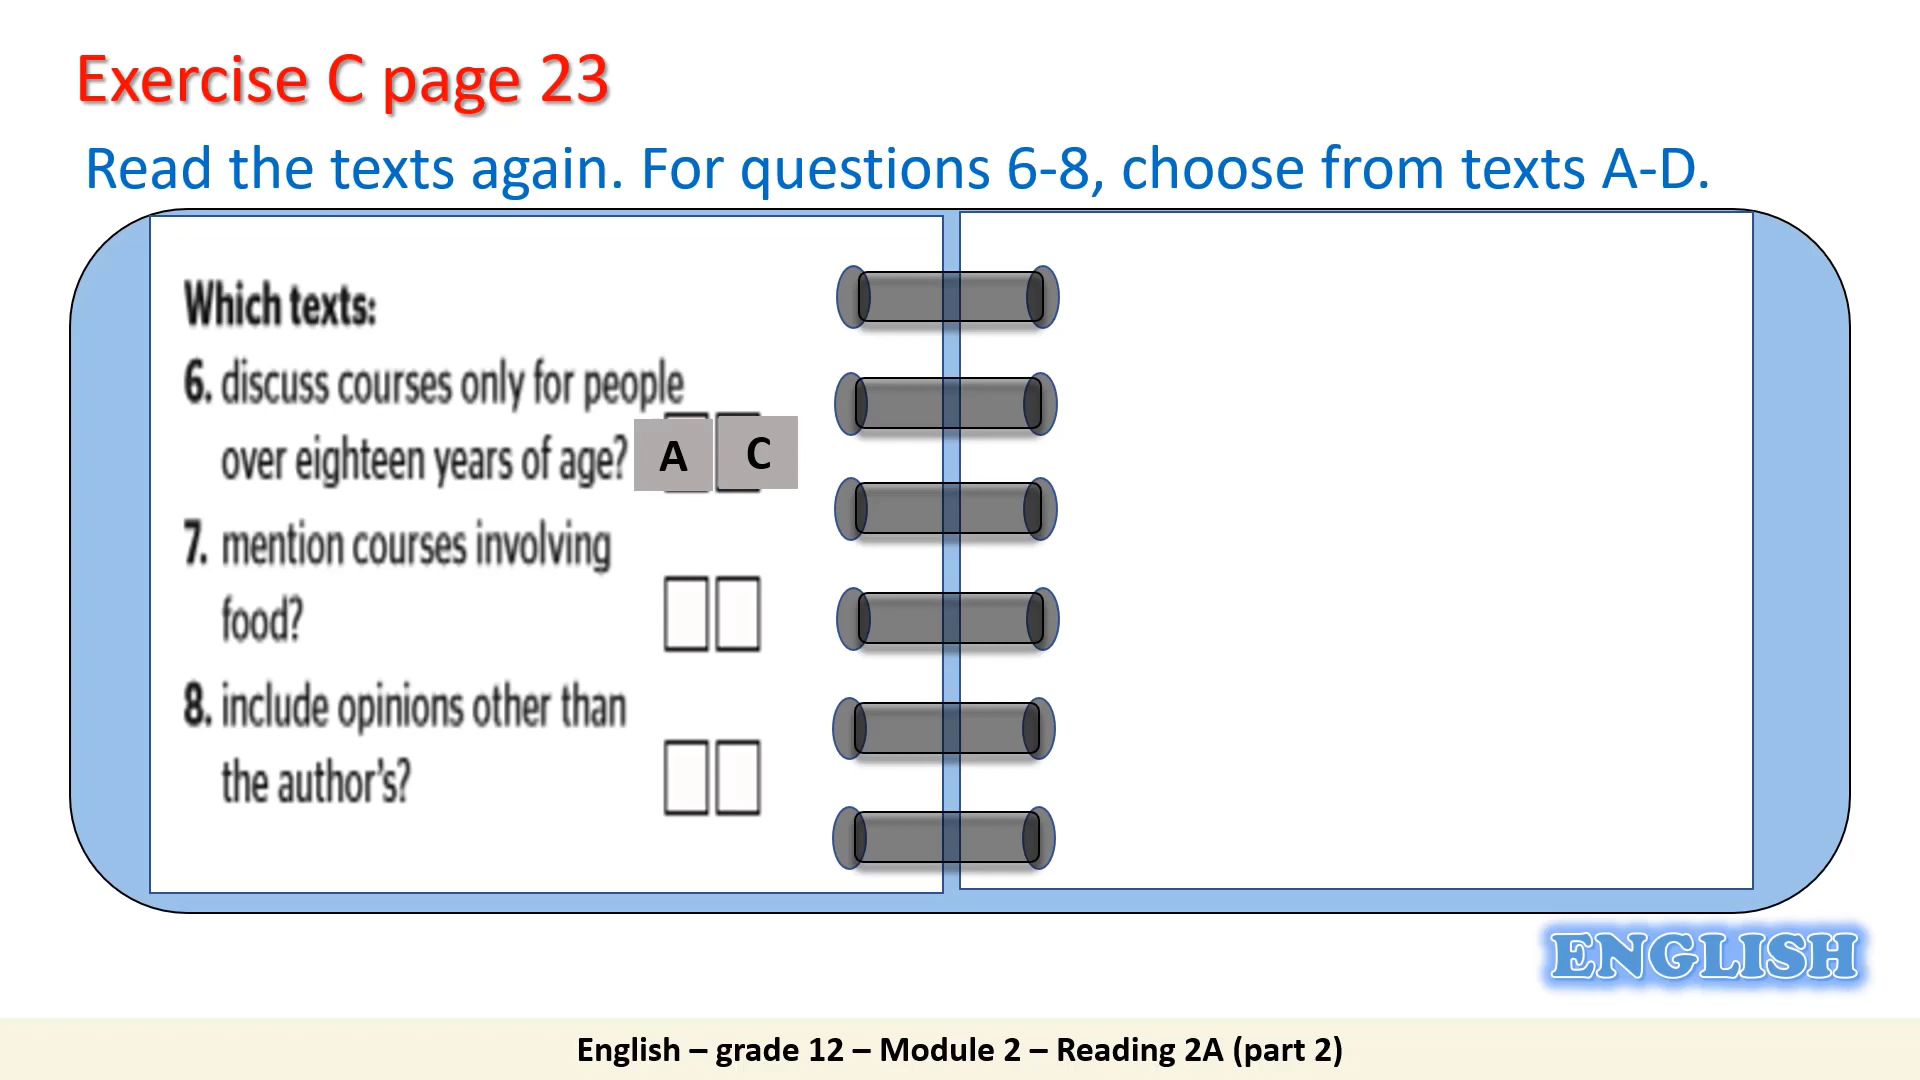 Exercise C page 23
Read the texts again. For questions 6-8, choose from texts A-D.
Which texts:
6. discuss courses only for people
over eighteen years of age? A C
7. mention courses involving
food?
8. include opinions other than
the author's?
ENGLISH
English – grade 12 – Module 2 – Reading 2A (part 2)